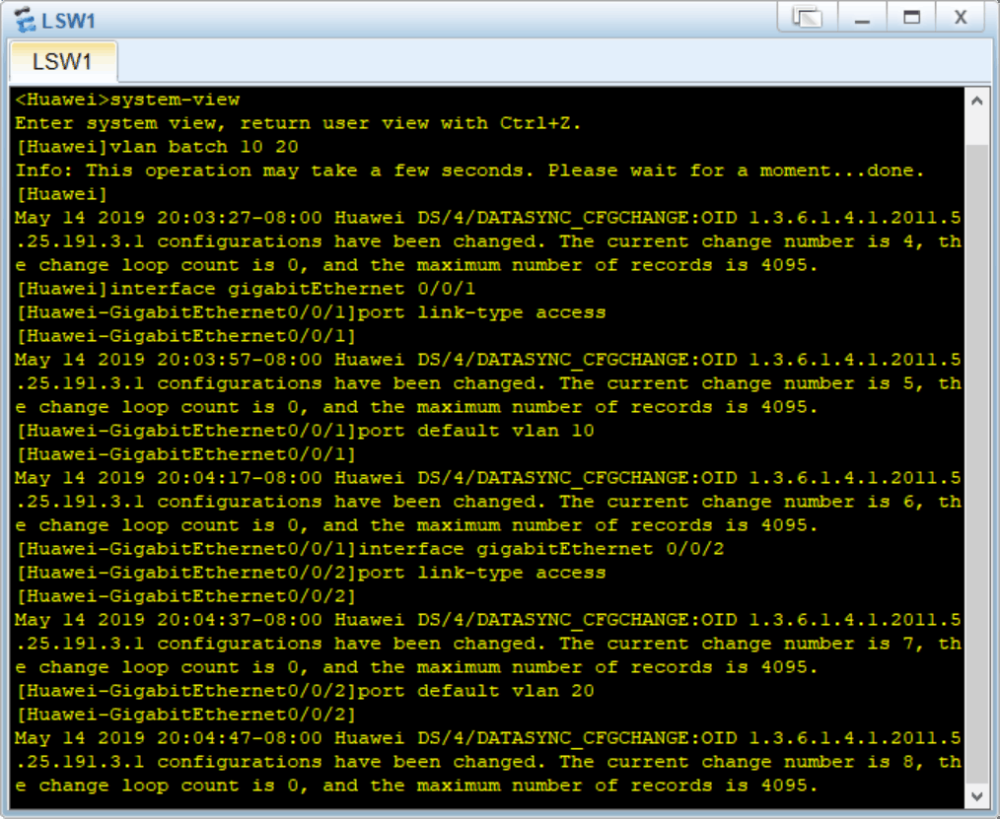 LSW1
LSW1
<Huawei>system-view
Enter system view, return user view with Ctrl+Z.
[Huawei]vlan batch 10 20
Info: This operation may take a few seconds. Please wait for a moment...done.
[Huawei]
May 14 2019 20:03:27-08:00 Huawei DS/4/DATASYNC_CFGCHANGE:OID 1.3.6.1.4.1.2011.5
.25.191.3.1 configurations have been changed. The current change number is 4, th
e change loop count is 0, and the maximum number of records is 4095.
[Huawei]interface gigabitEthernet 0/0/1
[Huawei-GigabitEthernet0/0/1]port link-type access
[Huawei-GigabitEthernet0/0/1]
May 14 2019 20:03:57-08:00 Huawei DS/4/DATASYNC_CFGCHANGE:OID 1.3.6.1.4.1.2011.5
.25.191.3.1 configurations have been changed. The current change number is 5, th
e change loop count is 0, and the maximum number of records is 4095.
[Huawei-GigabitEthernet0/0/1]port default vlan 10
[Huawei-GigabitEthernet0/0/1]
May 14 2019 20:04:17-08:00 Huawei DS/4/DATASYNC_CFGCHANGE:OID 1.3.6.1.4.1.2011.5
.25.191.3.1 configurations have been changed. The current change number is 6, th
e change loop count is 0, and the maximum number of records is 4095.
[Huawei-GigabitEthernet0/0/1]interface gigabitEthernet 0/0/2
[Huawei-GigabitEthernet0/0/2]port link-type access
[Huawei-GigabitEthernet0/0/2]
May 14 2019 20:04:37-08:00 Huawei DS/4/DATASYNC_CFGCHANGE:OID 1.3.6.1.4.1.2011.5
.25.191.3.1 configurations have been changed. The current change number is 7, th
e change loop count is 0, and the maximum number of records is 4095.
[Huawei-GigabitEthernet0/0/2]port default vlan 20
[Huawei-GigabitEthernet0/0/2]
May 14 2019 20:04:47-08:00 Huawei DS/4/DATASYNC_CFGCHANGE:OID 1.3.6.1.4.1.2011.5
.25.191.3.1 configurations have been changed. The current change number is 8, th
e change loop count is 0, and the maximum number of records is 4095.